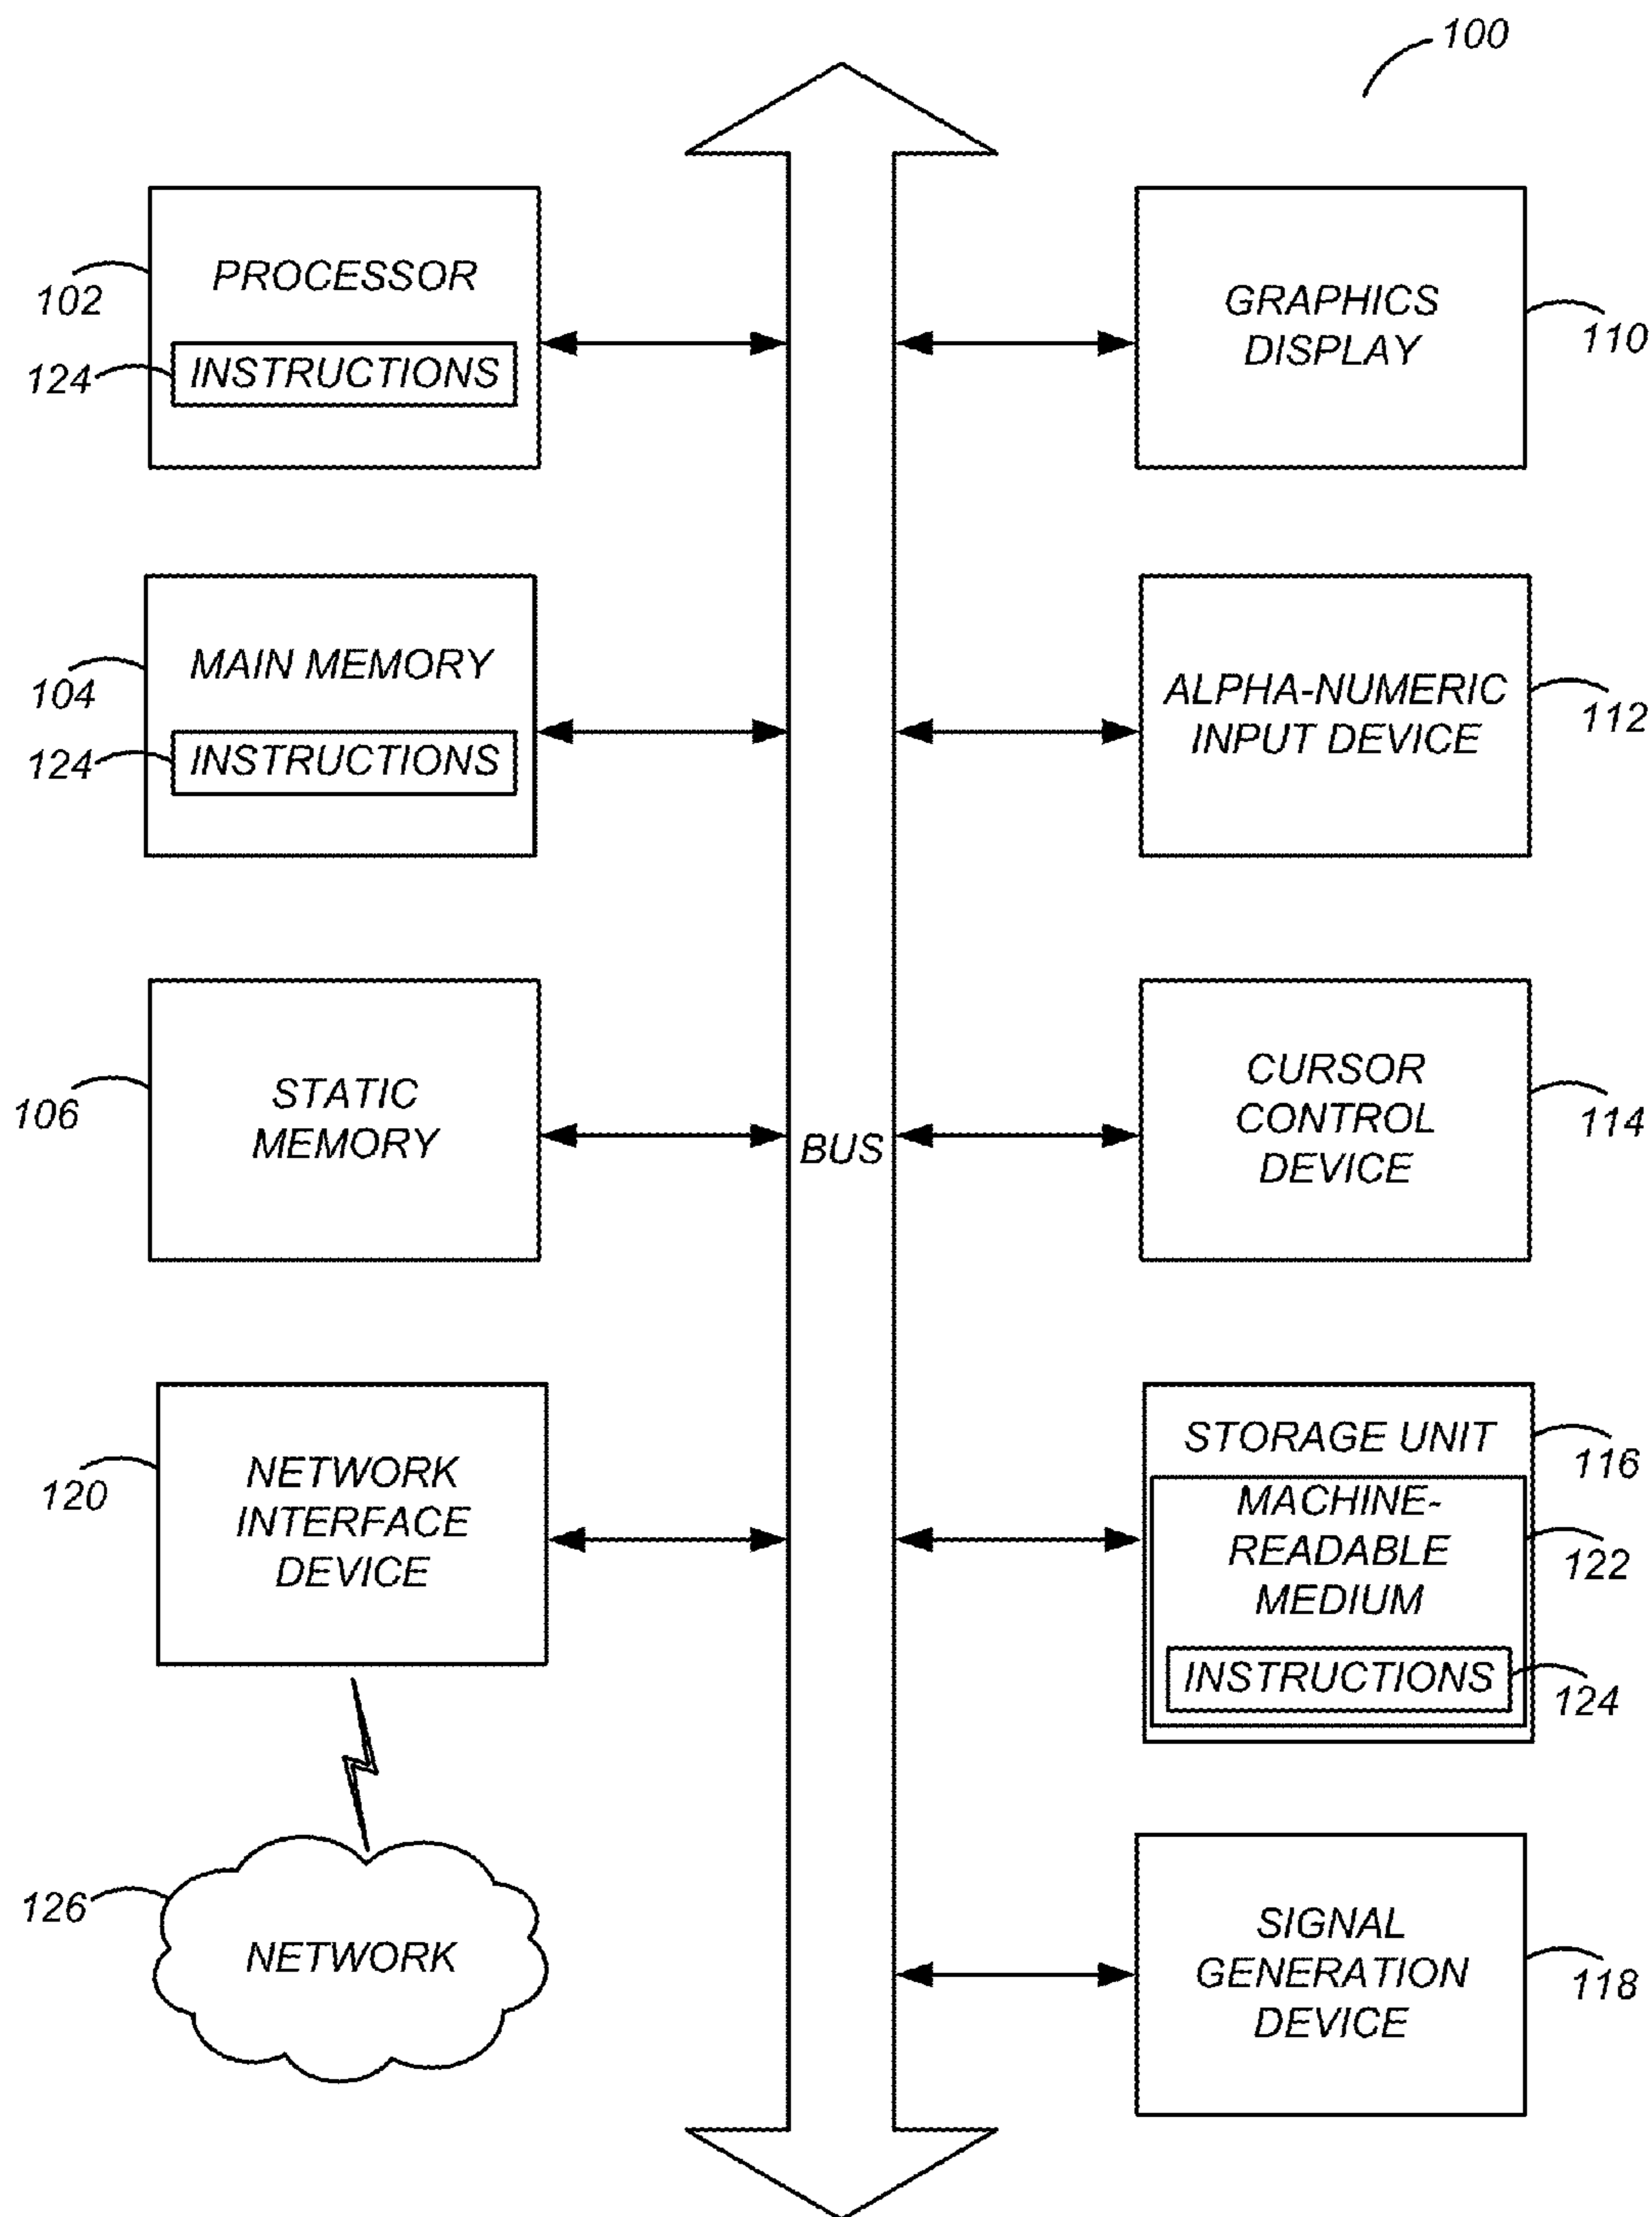 100
PROCESSOR
102
124
INSTRUCTIONS
GRAPHICS
DISPLAY
110
MAIN MEMORY
104
124
INSTRUCTIONS
ALPHA-NUMERIC
INPUT DEVICE
112
STATIC
MEMORY
106
BUS
CURSOR
CONTROL
DEVICE
114
NETWORK
INTERFACE
DEVICE
120
STORAGE UNIT
116
MACHINE-
READABLE
MEDIUM
122
INSTRUCTIONS
124
126
NETWORK
SIGNAL
GENERATION
DEVICE
118